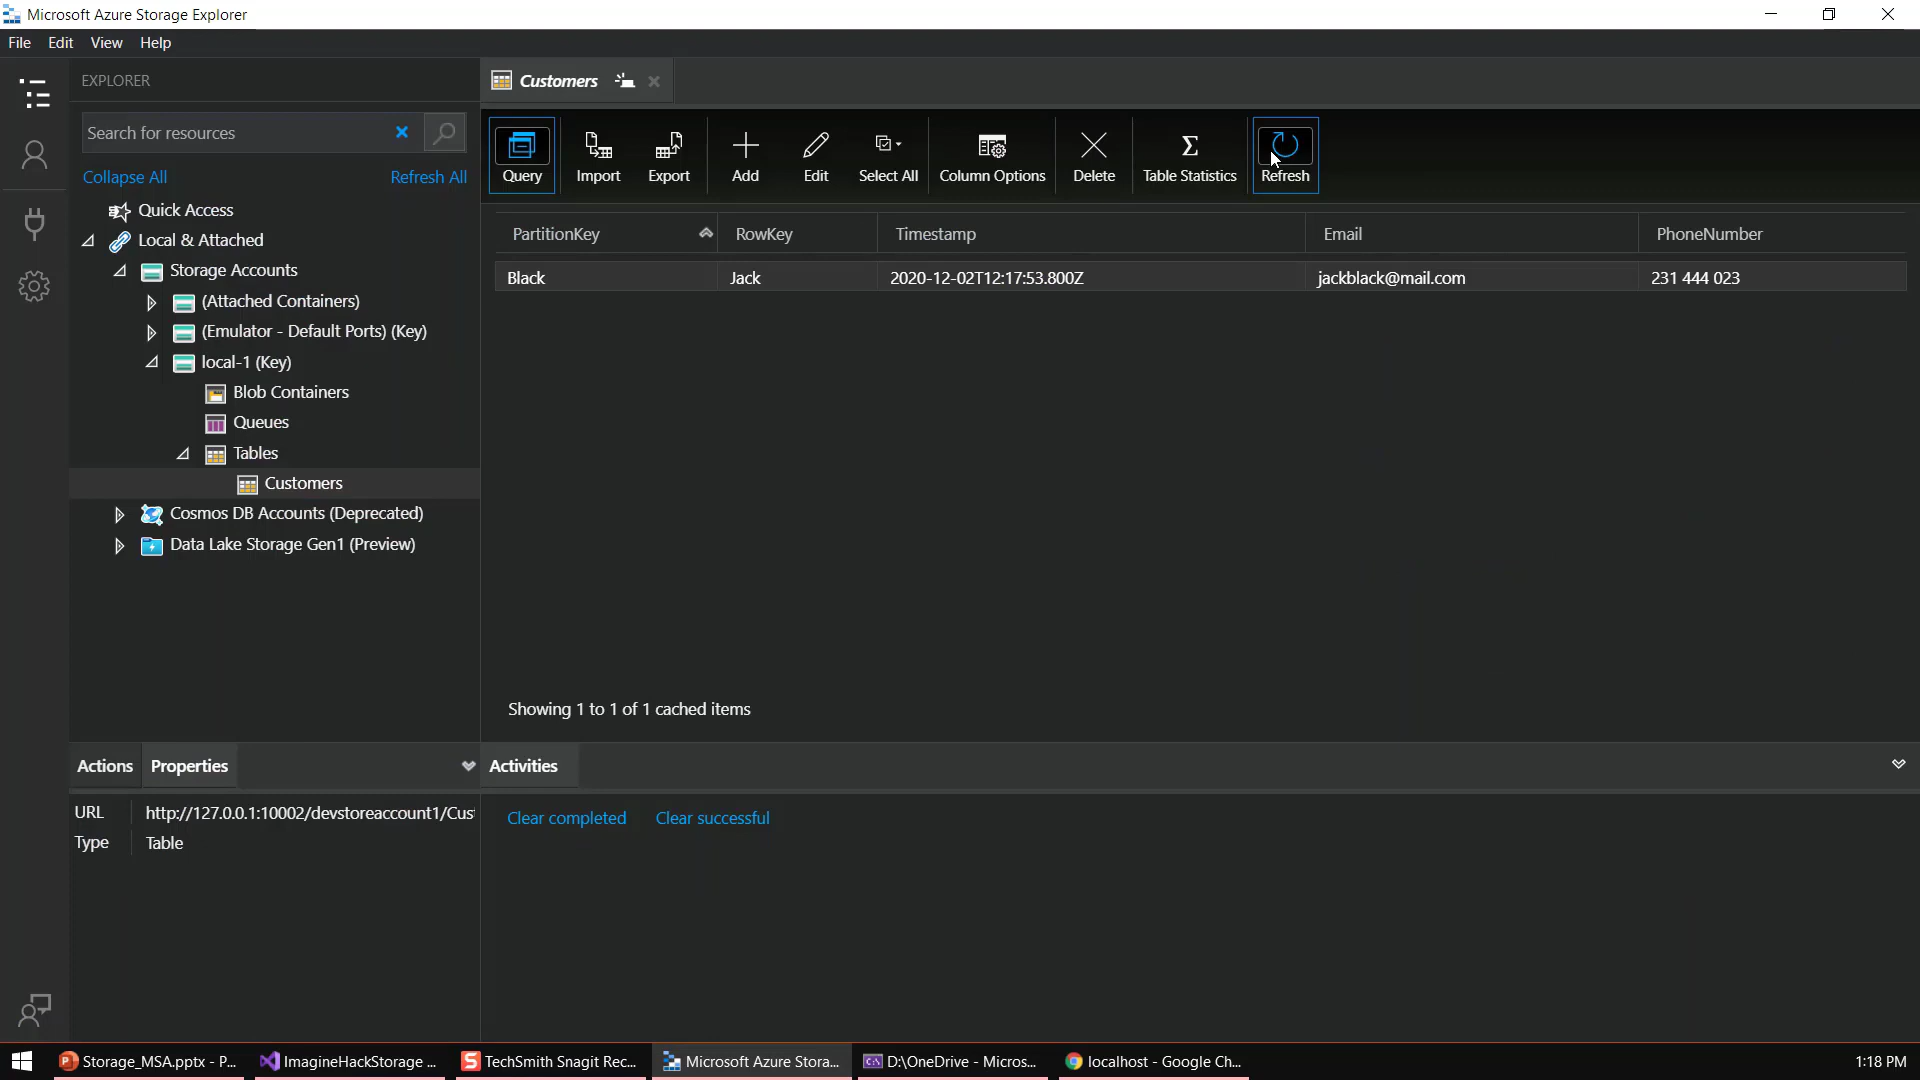 Microsoft Azure Storage Explorer
File Edit View Help
EXPLORER
Search for resources
Collapse All Refresh All
Quick Access
Local & Attached
Storage Accounts
(Attached Containers)
(Emulator - Default Ports) (Key)
local-1 (Key)
Blob Containers
Queues
Tables
Customers
Cosmos DB Accounts (Deprecated)
Data Lake Storage Gen1 (Preview)
Customers
Query Import Export Add Edit Select All Column Options Delete Table Statistics Refresh
PartitionKey RowKey Timestamp Email PhoneNumber
Black Jack 2020-12-02T12:17:53.800Z jackblack@mail.com 231 444 023
Showing 1 to 1 of 1 cached items
Actions Properties
URL http://127.0.0.1:10002/devstoreaccount1/Cus
Type Table
Activities
Clear completed Clear successful
Storage_MSA.pptx - P... ImagineHackStorage ... TechSmith Snagit Rec... Microsoft Azure Stora... D:\OneDrive - Micros... localhost - Google Ch... 1:18 PM